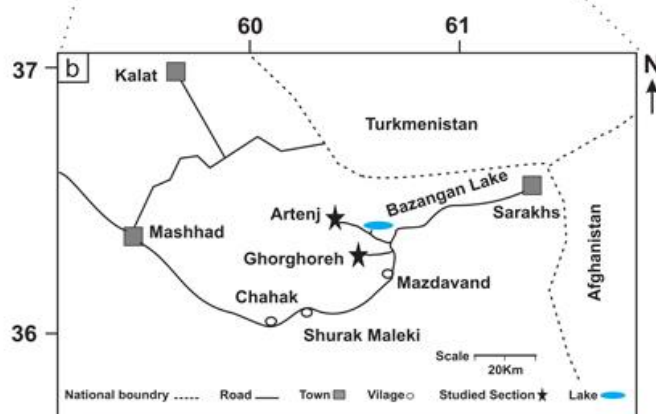 60 61
37
b
N
Kalat
Turkmenistan
Bazangan Lake
Artenj
Sarakhs
Mashhad
Ghorghoreh
Afghanistan
Mazdavand
Chahak
36
Shurak Maleki
Scale
20Km
National boundry Road Town Vilage Studied Section Lake